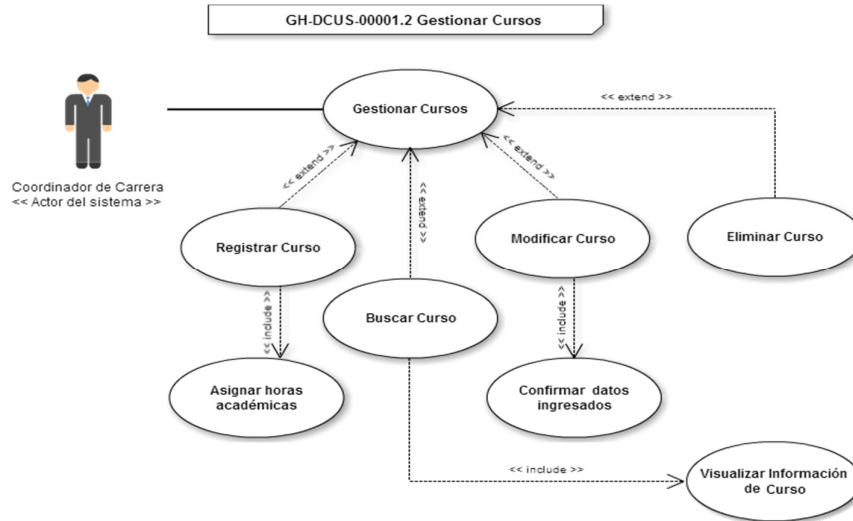 GH-DCUS-00001.2 Gestionar Cursos
Gestionar Cursos
<< extend >>
Coordinador de Carrera
<< Actor del sistema >>
<< extend >>
<< extend >>
<< extend >>
Registrar Curso
Modificar Curso
Eliminar Curso
Buscar Curso
<< include >>
<< include >>
Asignar horas
académicas
Confirmar datos
ingresados
<< include >>
Visualizar Información
de Curso